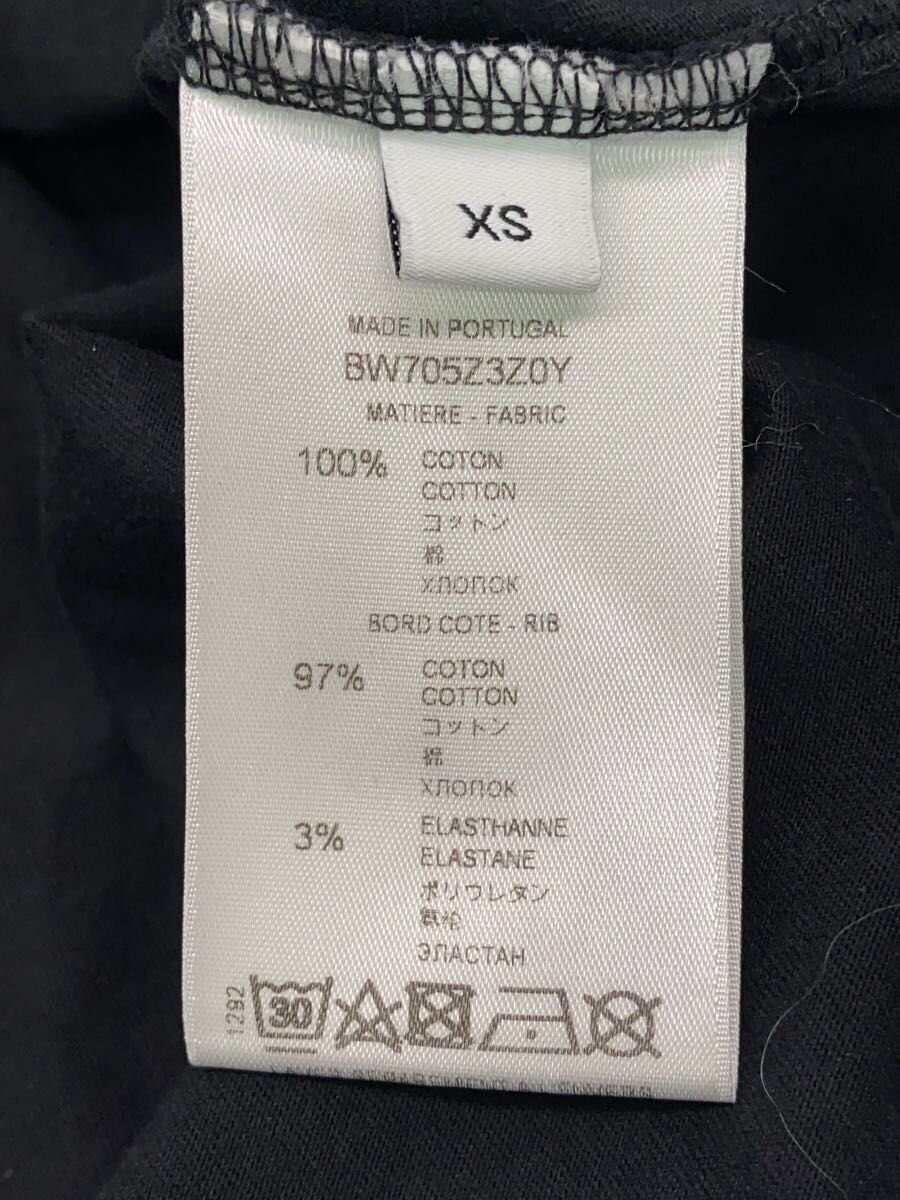 XS
MADE IN PORTUGAL
BW705Z3Z0Y
MATIERE - FABRIC
100% COTON
COTTON
コットン
棉
ХЛОПОК
BORD COTE - RIB
97% COTON
COTTON
コットン
棉
ХЛОПОК
3% ELASTHANNE
ELASTANE
ポリウレタン
氨纶
ЭЛАСТАН
1292
30